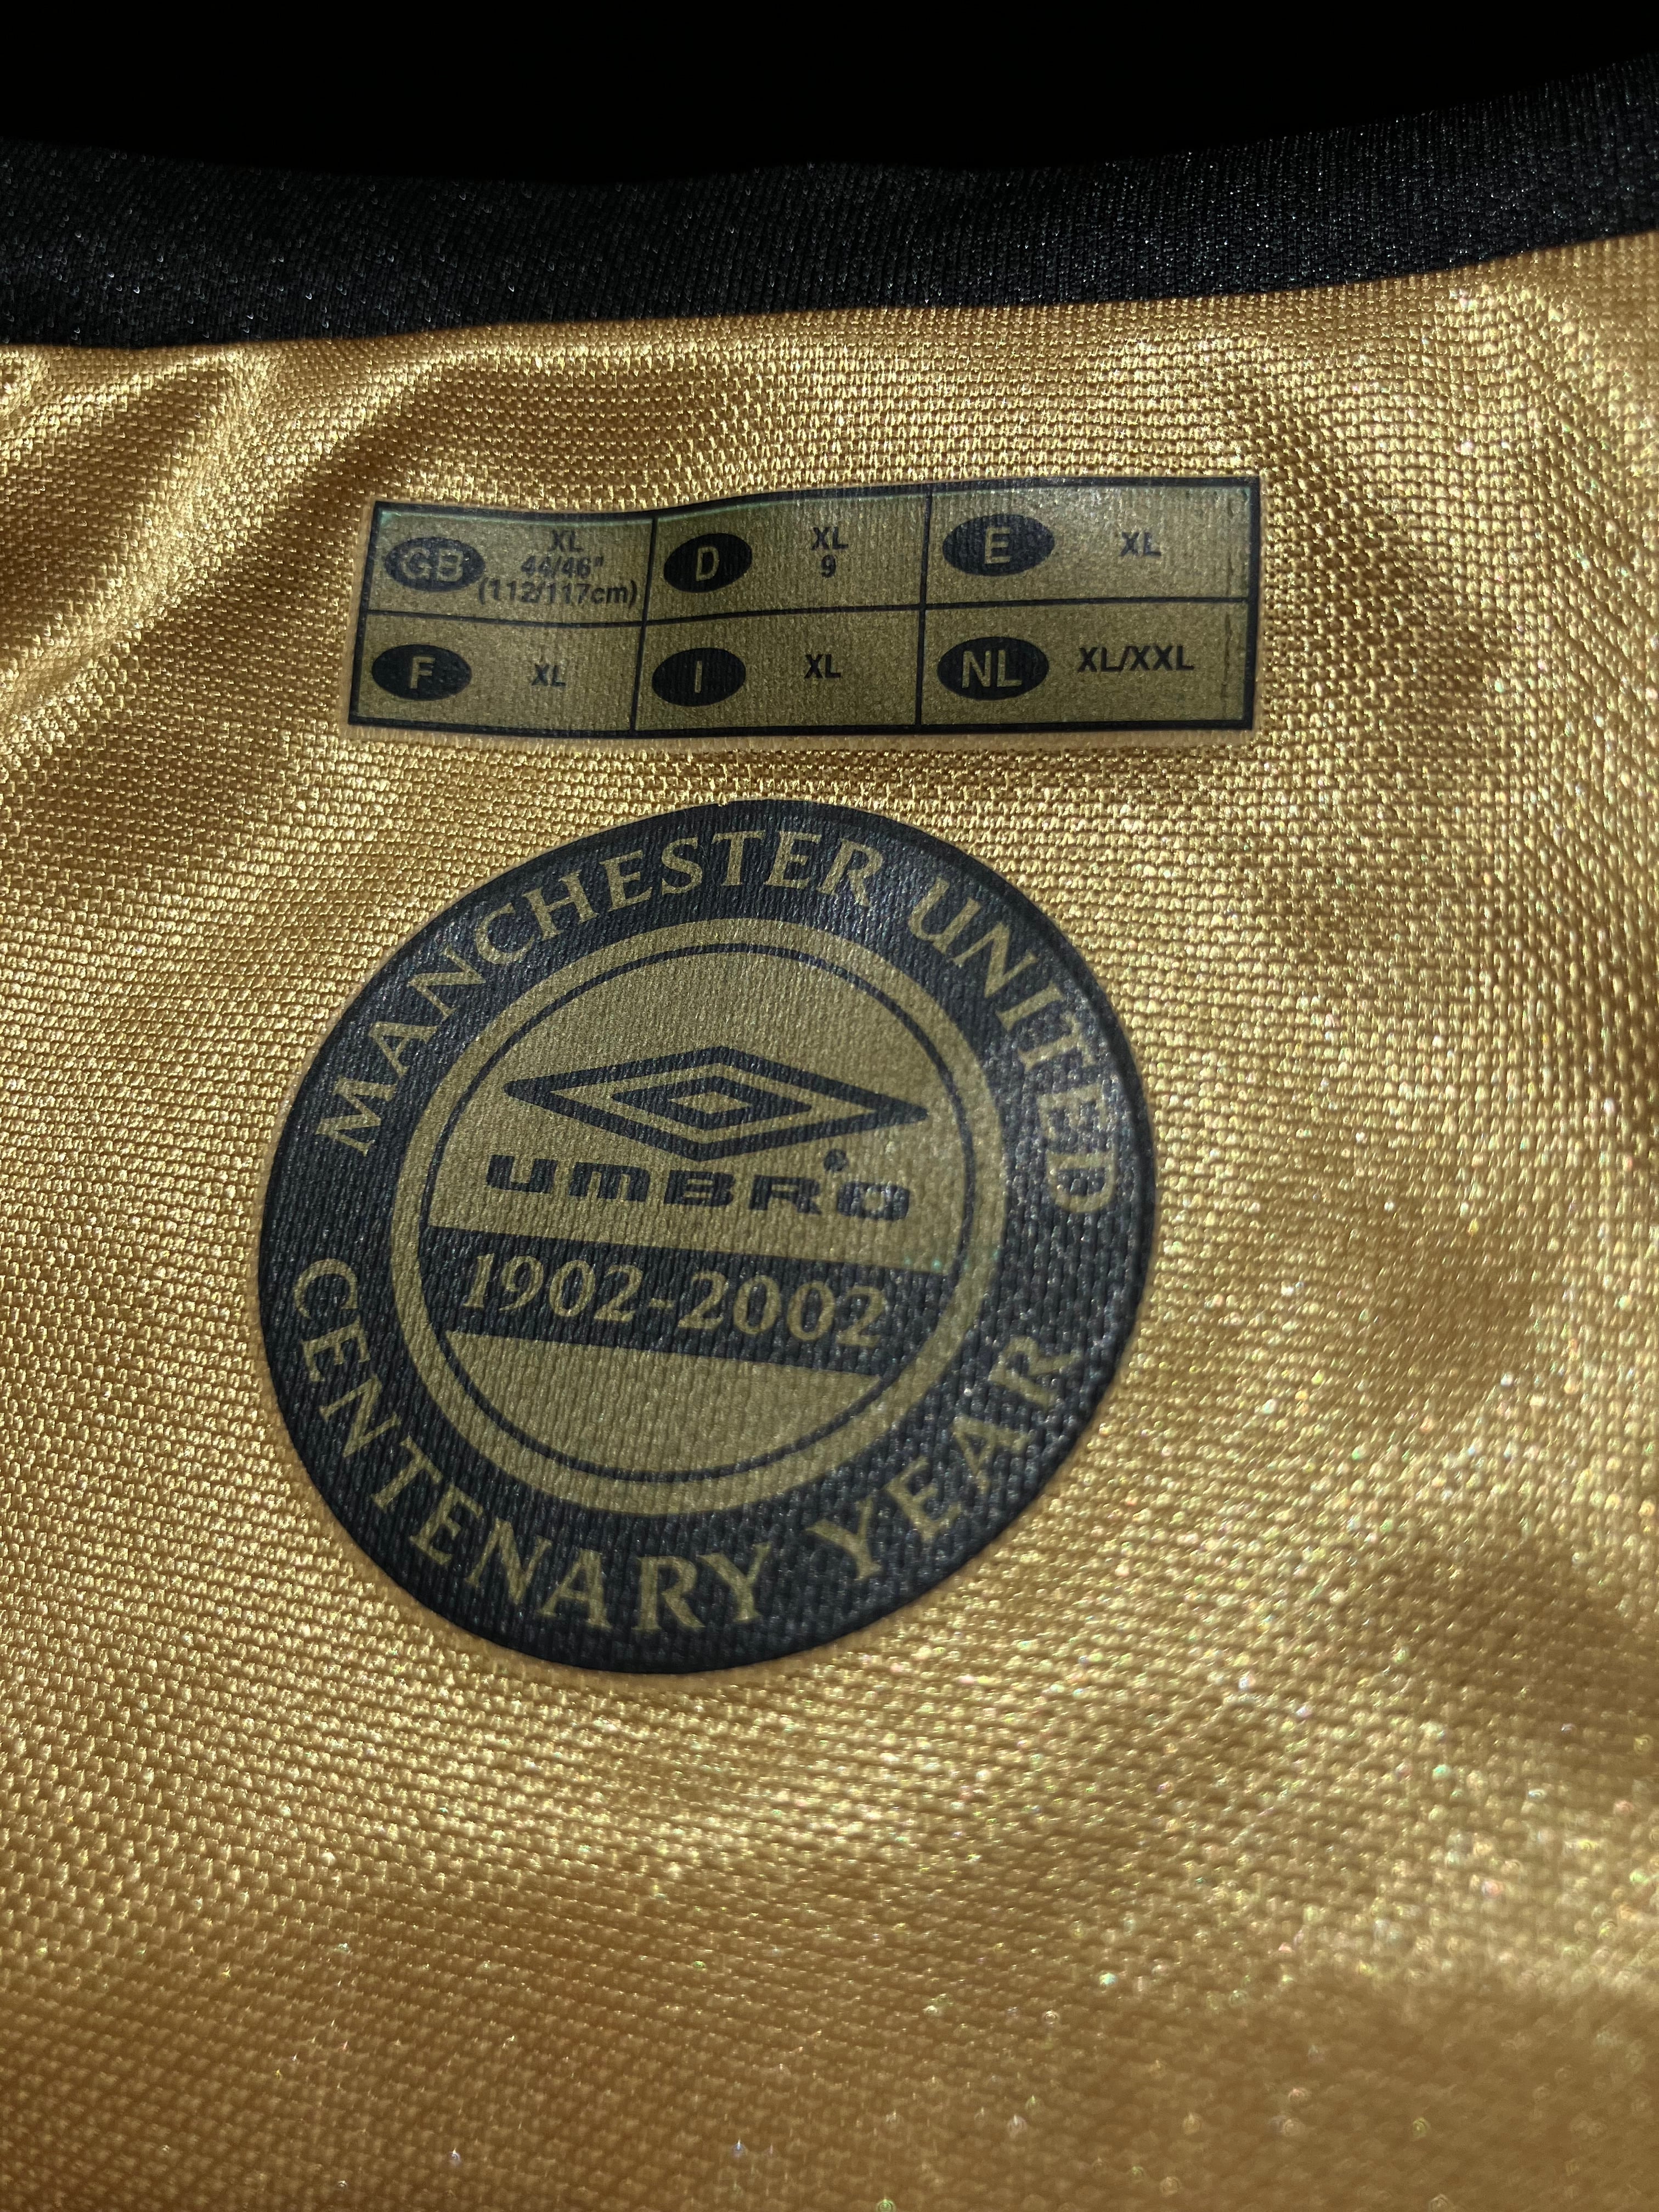 GB XL 44/46" (112/117cm)
D XL 9
E XL
F XL
I XL
NL XL/XXL
MANCHESTER UNITED
UMBRO
1902-2002
CENTENARY YEAR